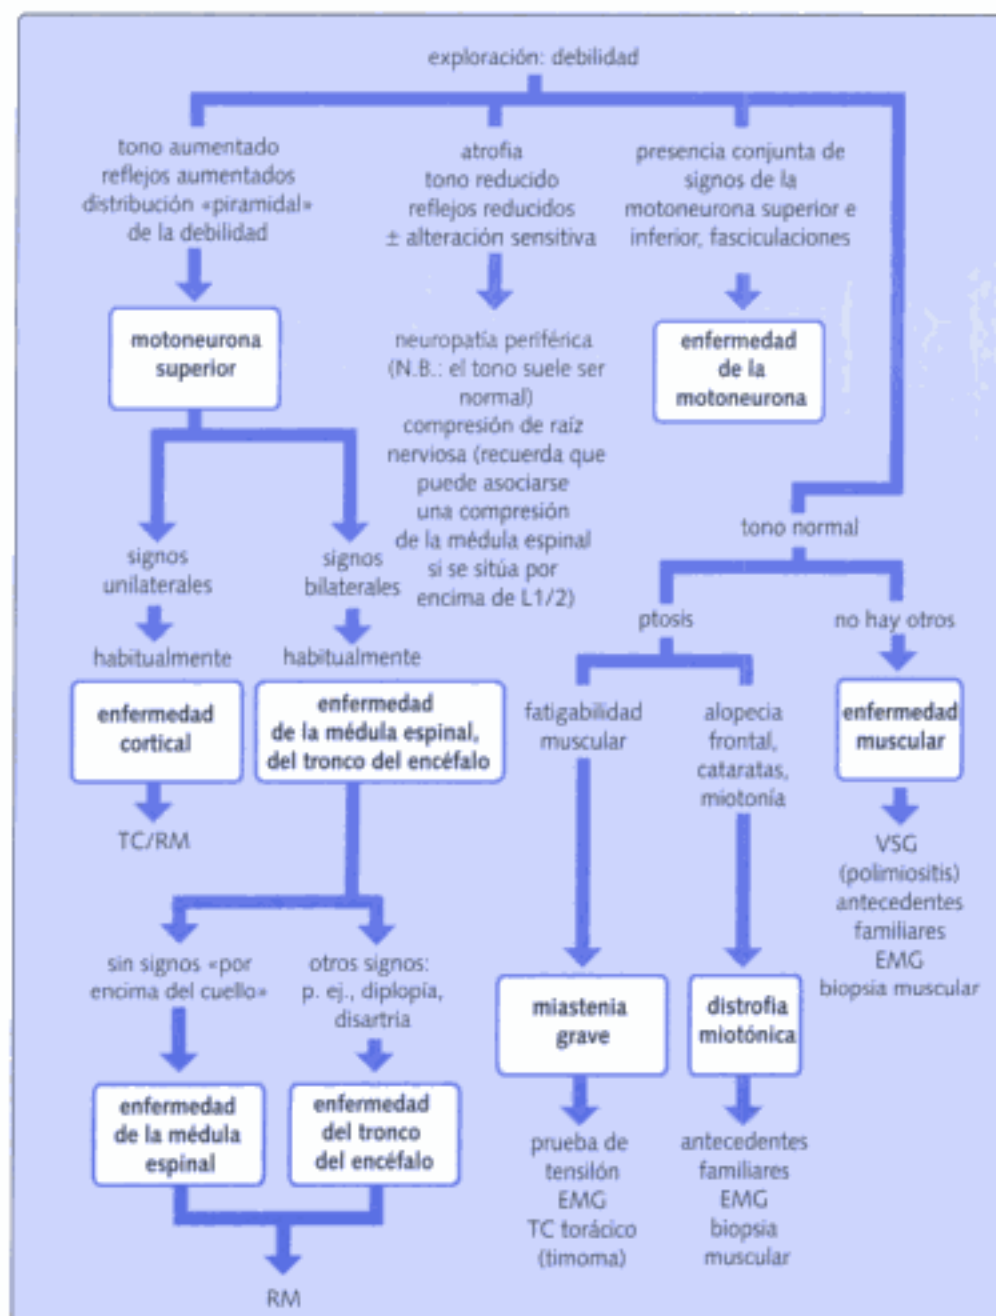 exploración: debilidad
tono aumentado
reflejos aumentados
distribución «piramidal»
de la debilidad
atrofia
tono reducido
reflejos reducidos
± alteración sensitiva
presencia conjunta de
signos de la
motoneurona superior e
inferior, fasciculaciones
motoneurona
superior
neuropatía periférica
(N.B.: el tono suele ser
normal)
compresión de raíz
nerviosa (recuerda que
puede asociarse
una compresión
de la médula espinal
si se sitúa por
encima de L1/2)
enfermedad
de la
motoneurona
tono normal
signos
unilaterales
signos
bilaterales
ptosis
no hay otros
habitualmente
habitualmente
enfermedad
cortical
enfermedad
de la médula espinal,
del tronco del encéfalo
fatigabilidad
muscular
alopecia
frontal,
cataratas,
miotonía
enfermedad
muscular
TC/RM
VSG
(polimiositis)
antecedentes
familiares
EMG
biopsia muscular
sin signos «por
encima del cuello»
otros signos:
p. ej., diplopía,
disartria
miastenia
grave
distrofia
miotónica
enfermedad
de la médula
espinal
enfermedad
del tronco
del encéfalo
prueba de
tensilón
EMG
TC torácico
(timoma)
antecedentes
familiares
EMG
biopsia
muscular
RM